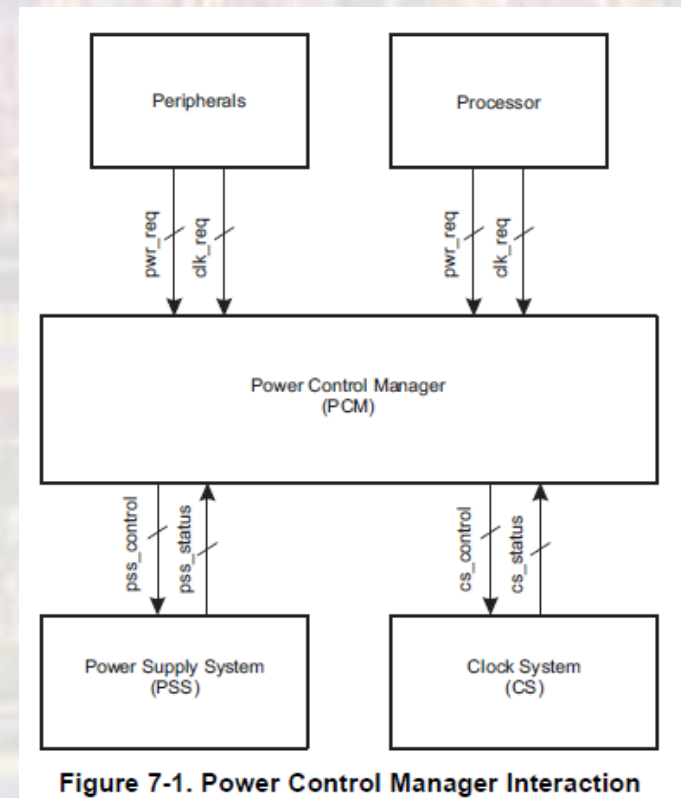 Peripherals
Processor
pwr_req
clk_req
pwr_req
clk_req
Power Control Manager
(PCM)
pss_control
pss_status
cs_control
cs_status
Power Supply System
(PSS)
Clock System
(CS)
Figure 7-1. Power Control Manager Interaction